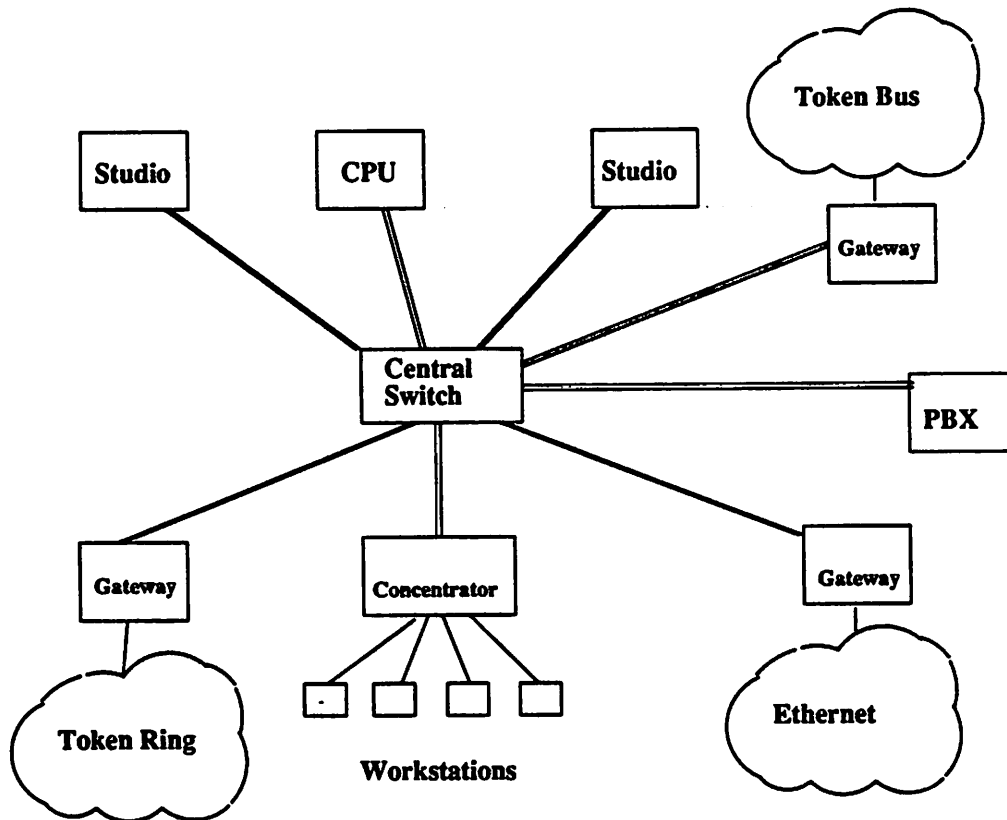 Token Bus
Studio
CPU
Studio
Gateway
Central
Switch
PBX
Gateway
Concentrator
Gateway
Token Ring
Workstations
Ethernet